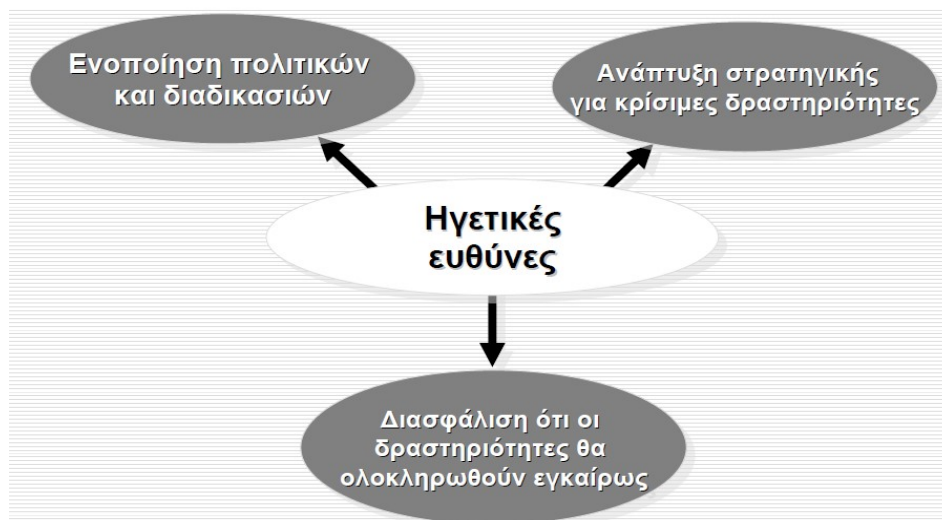 Ενοποίηση πολιτικών
και διαδικασιών
Ανάπτυξη στρατηγικής
για κρίσιμες δραστηριότητες
Ηγετικές
ευθύνες
Διασφάλιση ότι οι
δραστηριότητες θα
ολοκληρωθούν εγκαίρως